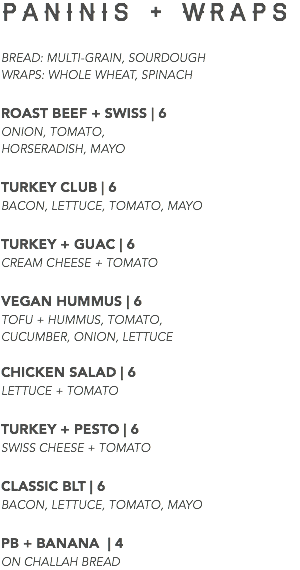 PANINIS + WRAPS
BREAD: MULTI-GRAIN, SOURDOUGH
WRAPS: WHOLE WHEAT, SPINACH
ROAST BEEF + SWISS | 6
ONION, TOMATO,
HORSERADISH, MAYO
TURKEY CLUB | 6
BACON, LETTUCE, TOMATO, MAYO
TURKEY + GUAC | 6
CREAM CHEESE + TOMATO
VEGAN HUMMUS | 6
TOFU + HUMMUS, TOMATO,
CUCUMBER, ONION, LETTUCE
CHICKEN SALAD | 6
LETTUCE + TOMATO
TURKEY + PESTO | 6
SWISS CHEESE + TOMATO
CLASSIC BLT | 6
BACON, LETTUCE, TOMATO, MAYO
PB + BANANA | 4
ON CHALLAH BREAD